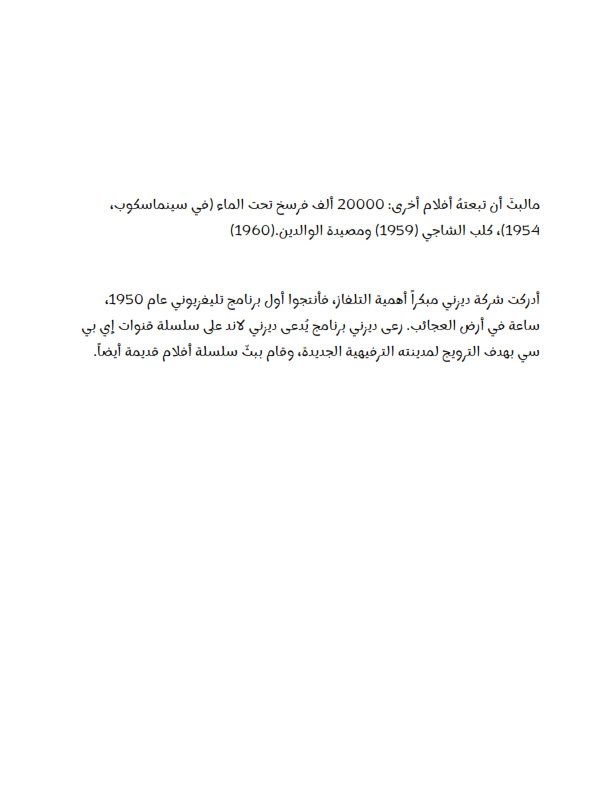 مالبثَ أن تبعتهُ أفلام أخرى: 20000 ألف فرسخ تحت الماء (في سينماسكوب،
1954)، كلب الشاجي (1959) ومصيدة الوالدين.(1960)
أدركت شركة ديزني مبكراً أهمية التلفاز، فأنتجوا أول برنامج تليفزيوني عام 1950،
ساعة في أرض العجائب. رعى ديزني برنامج يُدعى ديزني لاند على سلسلة قنوات إي بي
سي بهدف الترويج لمدينته الترفيهية الجديدة، وقام ببثّ سلسلة أفلام قديمة أيضاً.